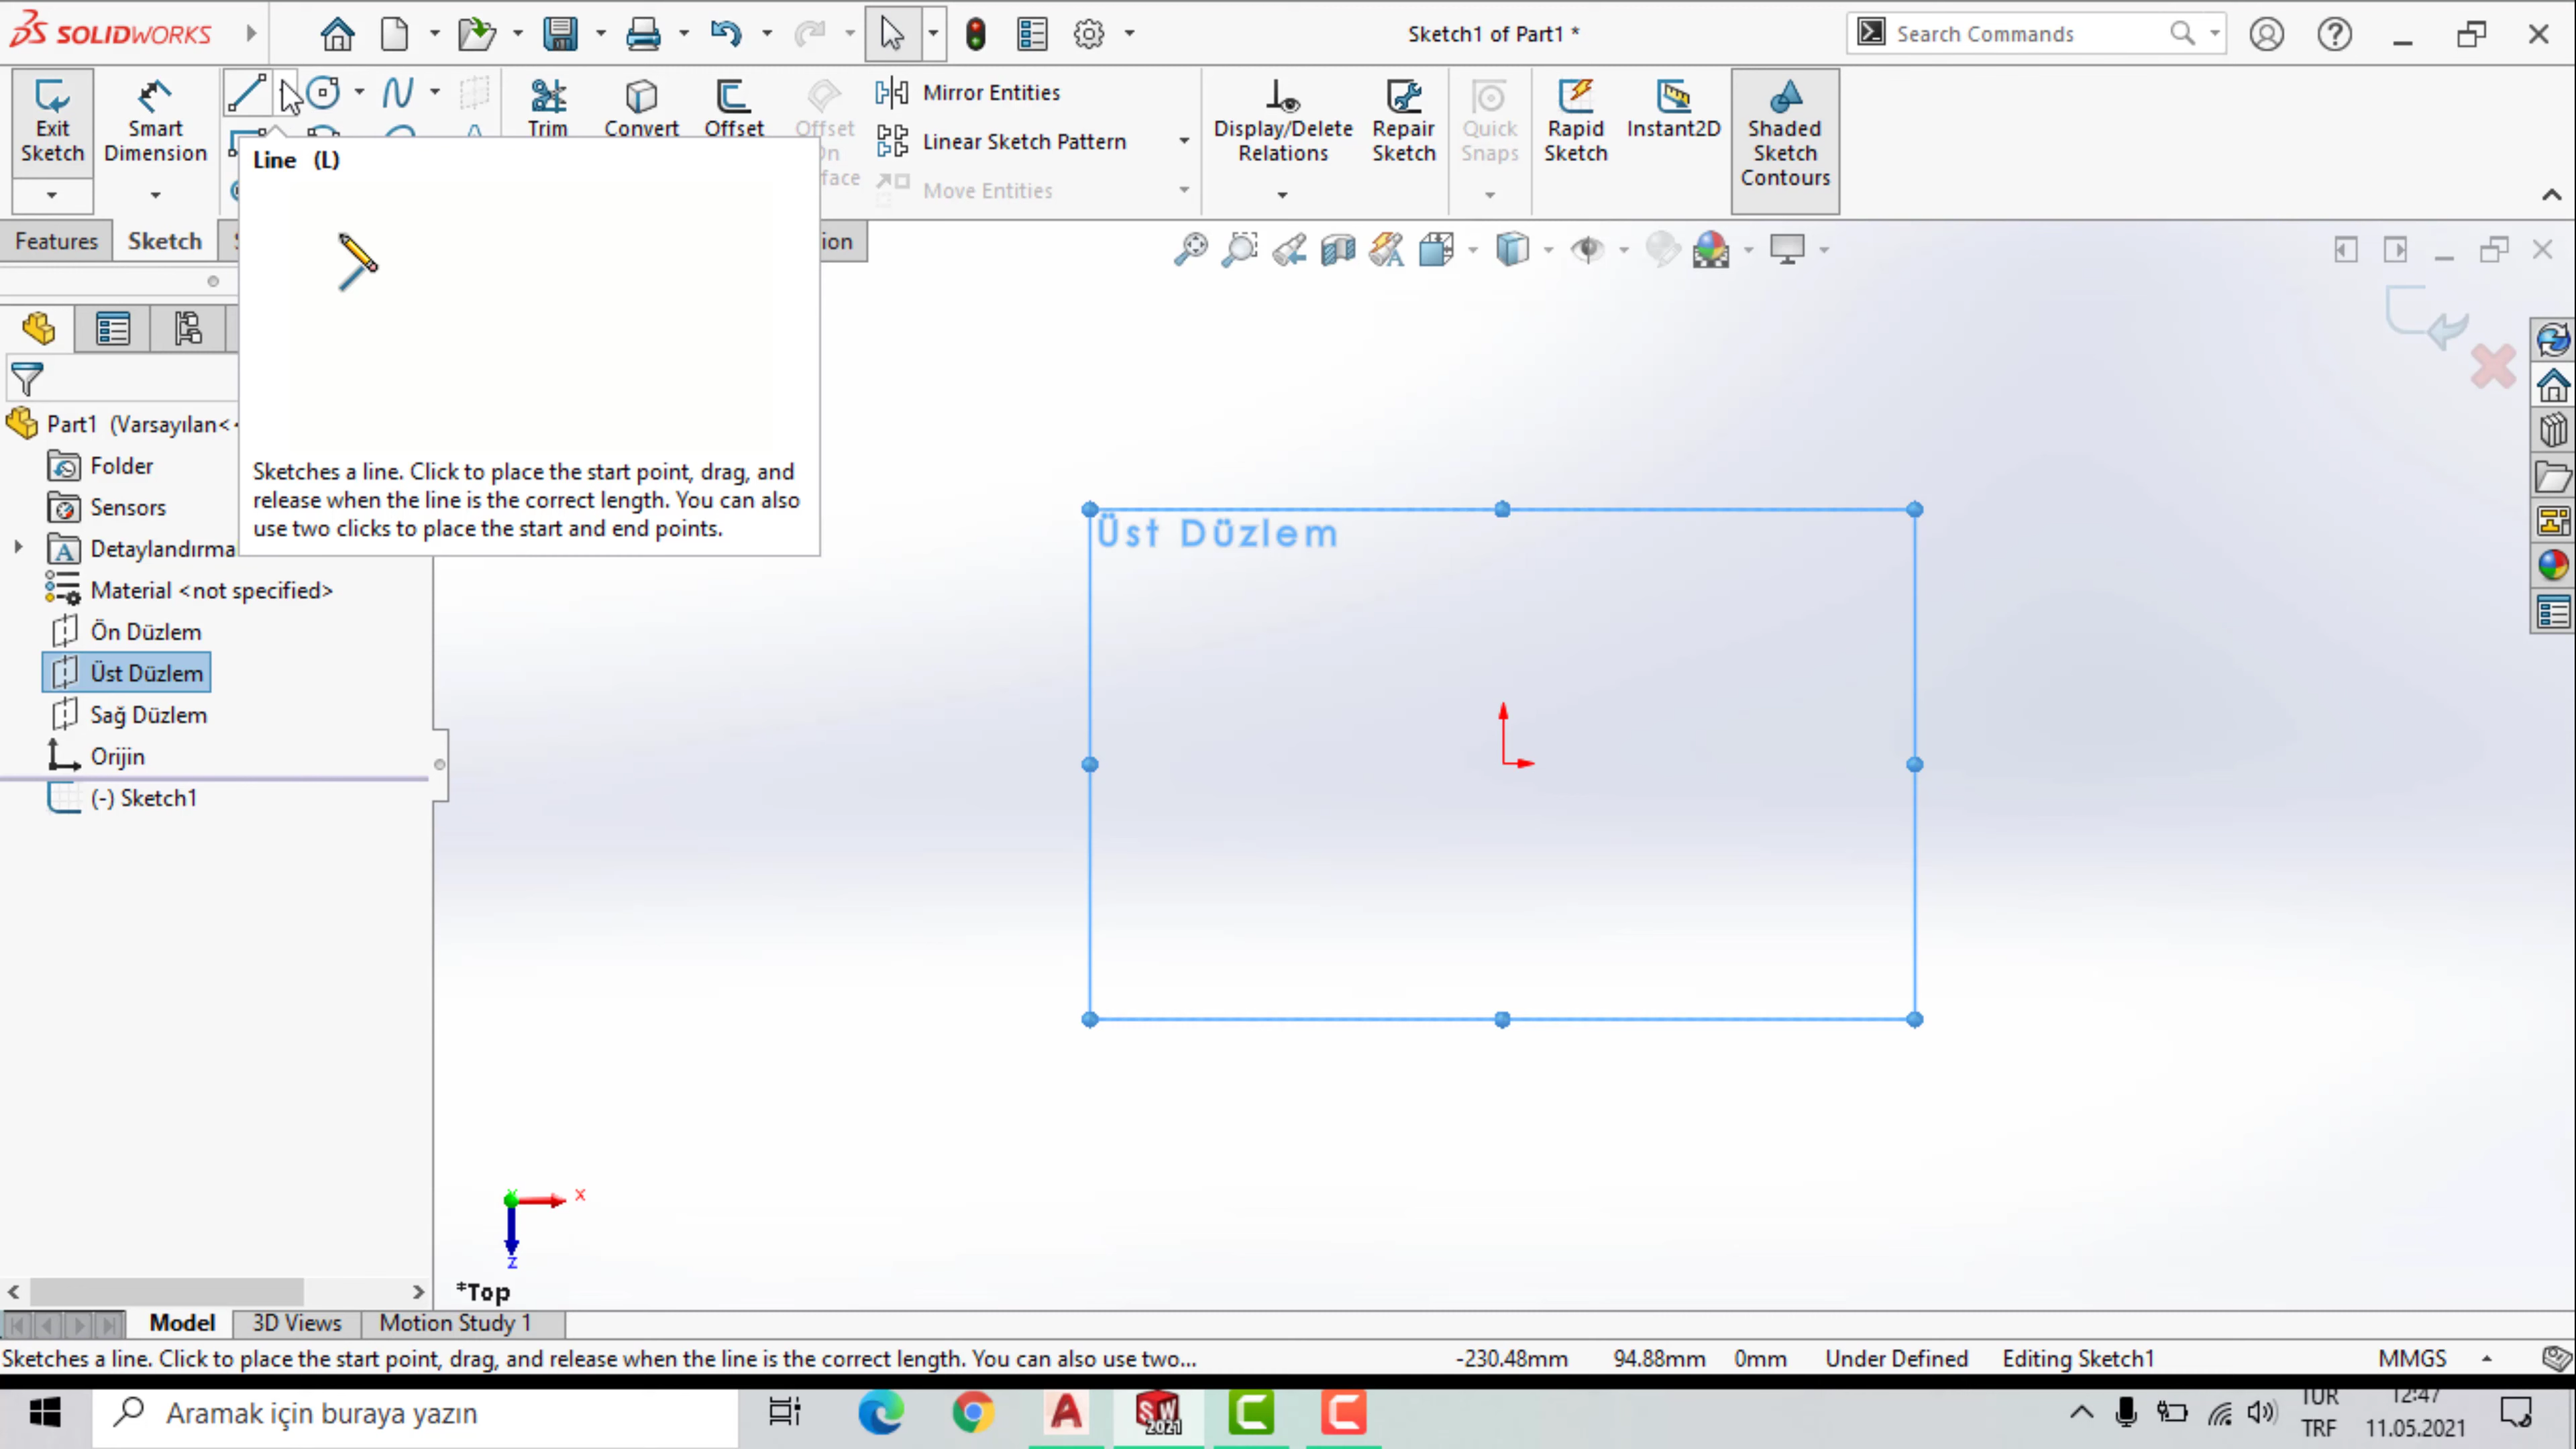 SOLIDWORKS
Sketch1 of Part1 *
Search Commands
Exit
Sketch
Smart
Dimension
Trim
Convert
Offset
Offset
On
face
Mirror Entities
Linear Sketch Pattern
Move Entities
Display/Delete
Relations
Repair
Sketch
Quick
Snaps
Rapid
Sketch
Instant2D
Shaded
Sketch
Contours
Line (L)
Sketches a line. Click to place the start point, drag, and
release when the line is the correct length. You can also
use two clicks to place the start and end points.
Features
Sketch
ion
Part1 (Varsayılan<
Folder
Sensors
Detaylandırma
Material <not specified>
Ön Düzlem
Üst Düzlem
Sağ Düzlem
Orijin
(-) Sketch1
Üst Düzlem
Y
X
Z
*Top
Model
3D Views
Motion Study 1
Sketches a line. Click to place the start point, drag, and release when the line is the correct length. You can also use two...
-230.48mm
94.88mm
0mm
Under Defined
Editing Sketch1
MMGS
Aramak için buraya yazın
SW
2021
TUR
TRF
12:47
11.05.2021